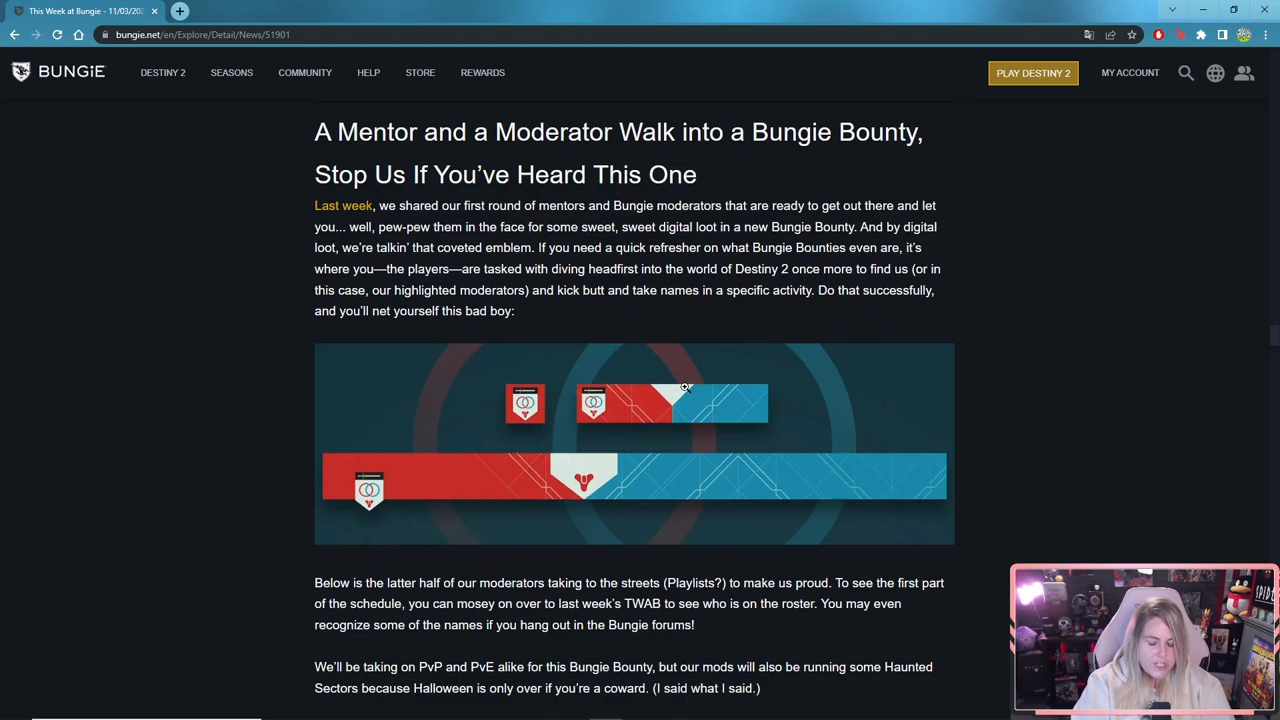 This Week at Bungie - 11/03/202
bungie.net/en/Explore/Detail/News/51901
BUNGIE DESTINY 2 SEASONS COMMUNITY HELP STORE REWARDS PLAY DESTINY 2 MY ACCOUNT
A Mentor and a Moderator Walk into a Bungie Bounty,
Stop Us If You’ve Heard This One
Last week, we shared our first round of mentors and Bungie moderators that are ready to get out there and let
you... well, pew-pew them in the face for some sweet, sweet digital loot in a new Bungie Bounty. And by digital
loot, we’re talkin’ that coveted emblem. If you need a quick refresher on what Bungie Bounties even are, it’s
where you—the players—are tasked with diving headfirst into the world of Destiny 2 once more to find us (or in
this case, our highlighted moderators) and kick butt and take names in a specific activity. Do that successfully,
and you’ll net yourself this bad boy:
Below is the latter half of our moderators taking to the streets (Playlists?) to make us proud. To see the first part
of the schedule, you can mosey on over to last week’s TWAB to see who is on the roster. You may even
recognize some of the names if you hang out in the Bungie forums!
We’ll be taking on PvP and PvE alike for this Bungie Bounty, but our mods will also be running some Haunted
Sectors because Halloween is only over if you’re a coward. (I said what I said.)